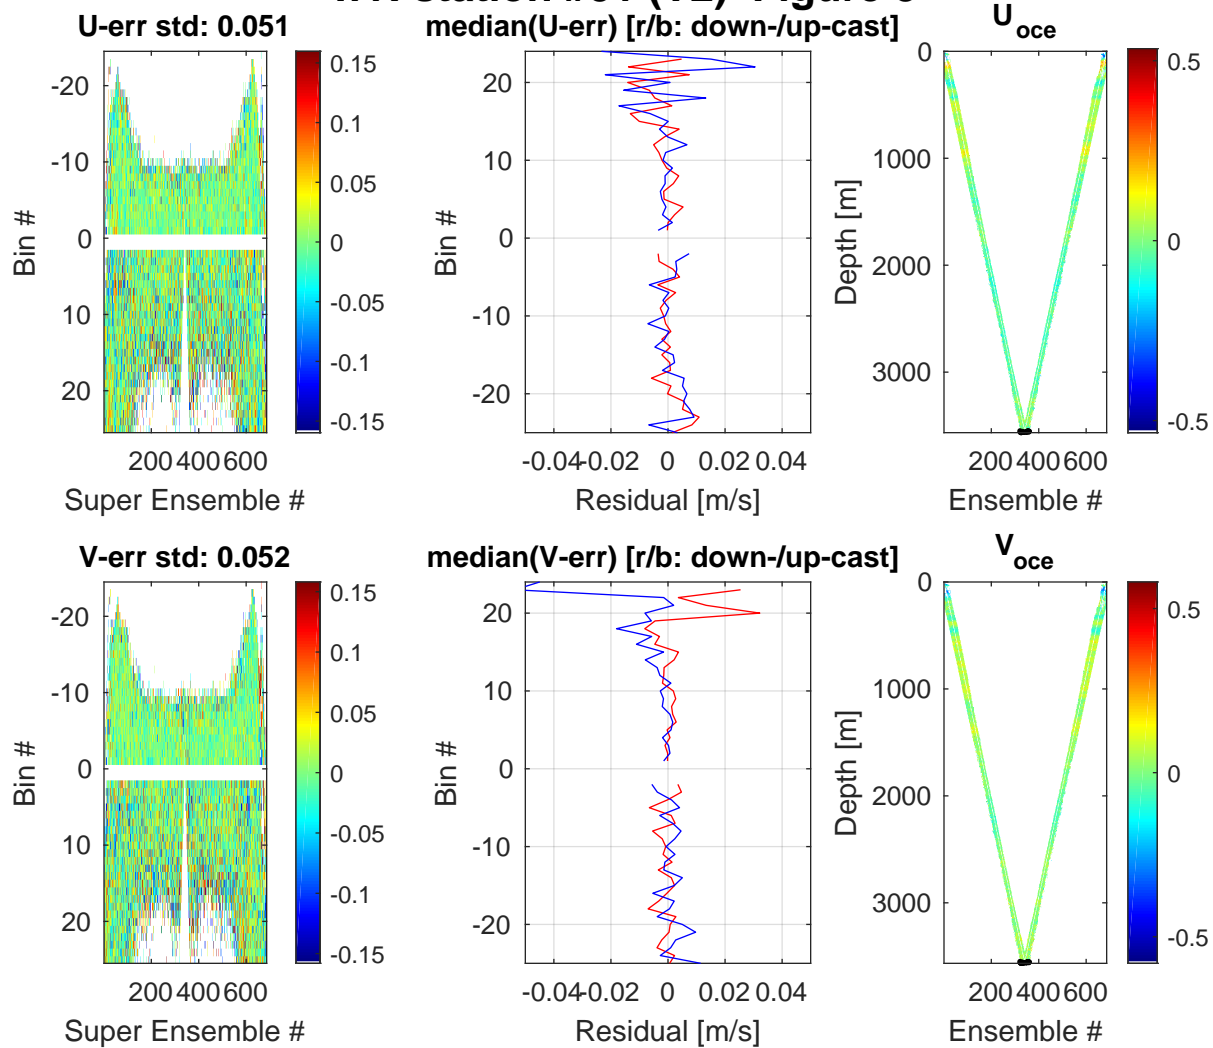 U-err std: 0.051
median(U-err) [r/b: down-/up-cast]
U oce
-20
-10
0
10
20
Bin #
200 400 600
Super Ensemble #
0.15
0.1
0.05
0
-0.05
-0.1
-0.15
20
10
0
-10
-20
Bin #
-0.04 -0.02 0 0.02 0.04
Residual [m/s]
0
1000
2000
3000
Depth [m]
200 400 600
Ensemble #
0.5
0
-0.5
V-err std: 0.052
median(V-err) [r/b: down-/up-cast]
V oce
-20
-10
0
10
20
Bin #
200 400 600
Super Ensemble #
0.15
0.1
0.05
0
-0.05
-0.1
-0.15
20
10
0
-10
-20
Bin #
-0.04 -0.02 0 0.02 0.04
Residual [m/s]
0
1000
2000
3000
Depth [m]
200 400 600
Ensemble #
0.5
0
-0.5